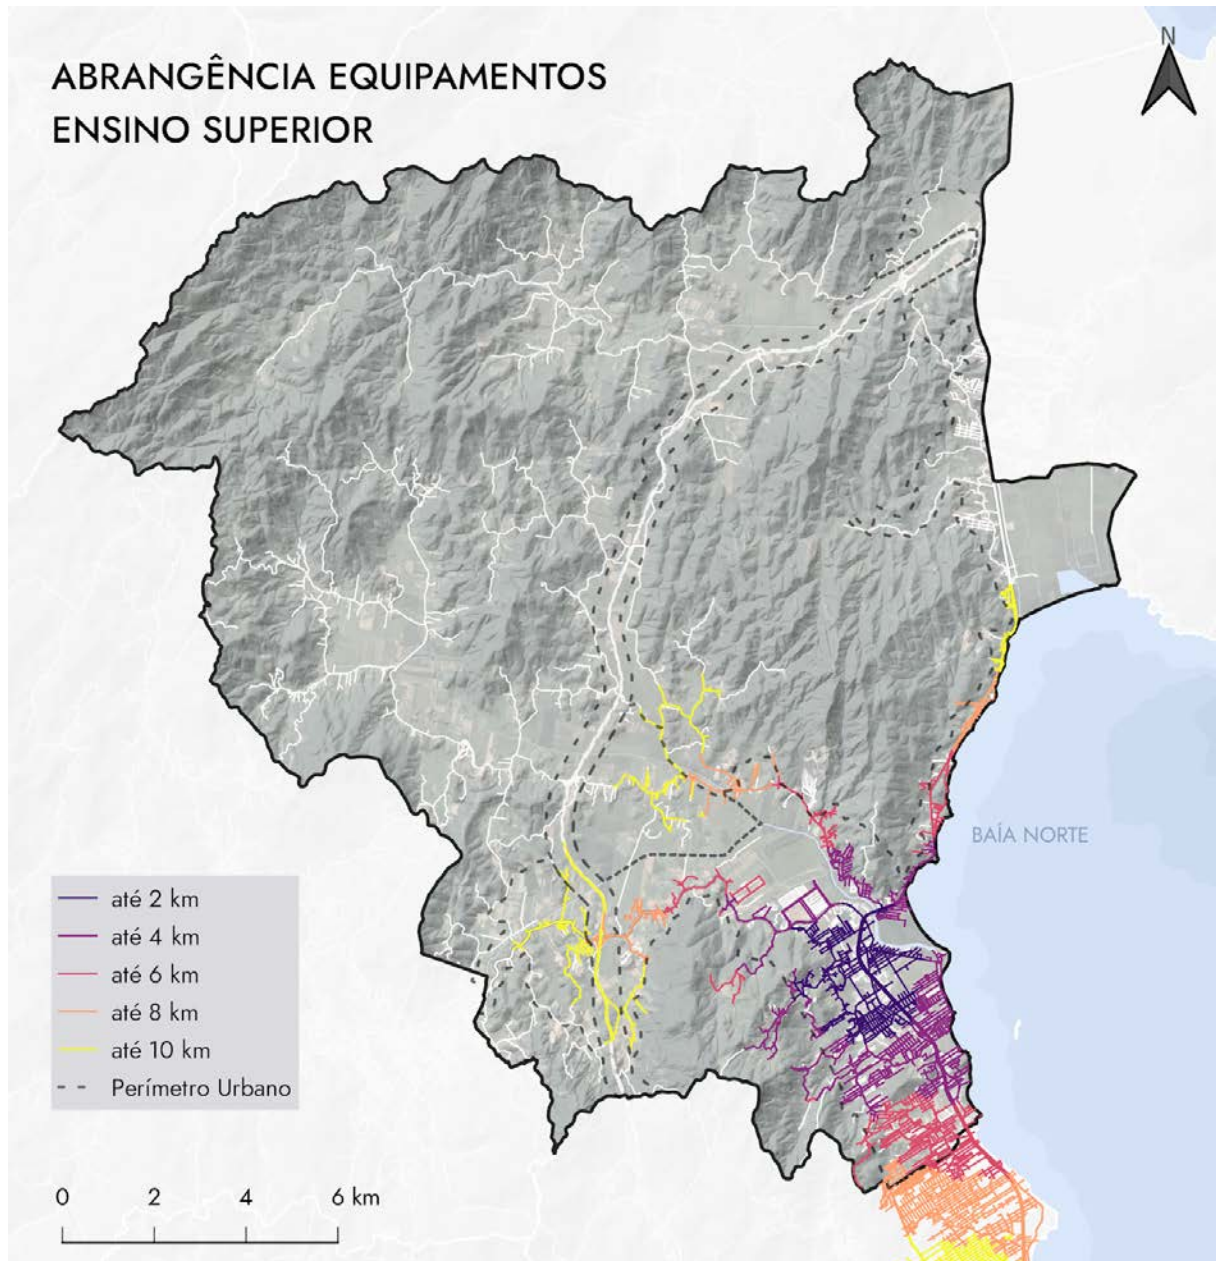 N
ABRANGÊNCIA EQUIPAMENTOS
ENSINO SUPERIOR
BAÍA NORTE
até 2 km
até 4 km
até 6 km
até 8 km
até 10 km
Perímetro Urbano
0 2 4 6 km